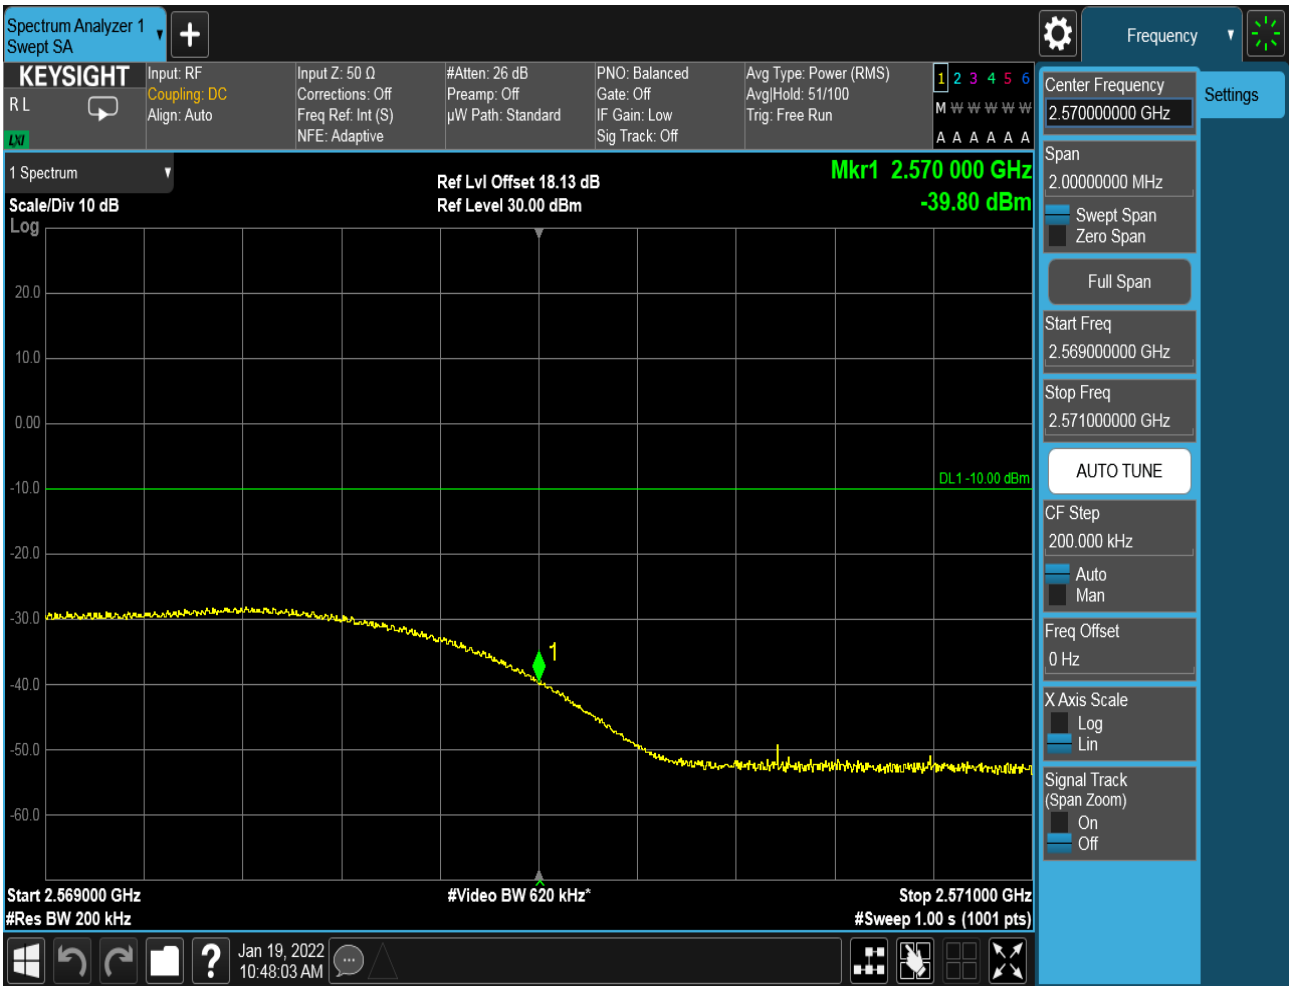 Spectrum Analyzer 1
Swept SA
Frequency
KEYSIGHT
R L
LXI
Input: RF
Coupling: DC
Align: Auto
Input Z: 50 Ω
Corrections: Off
Freq Ref: Int (S)
NFE: Adaptive
#Atten: 26 dB
Preamp: Off
µW Path: Standard
PNO: Balanced
Gate: Off
IF Gain: Low
Sig Track: Off
Avg Type: Power (RMS)
Avg|Hold: 51/100
Trig: Free Run
1 2 3 4 5 6
M W W W W W
A A A A A A
1 Spectrum
Scale/Div 10 dB
Log
Ref Lvl Offset 18.13 dB
Ref Level 30.00 dBm
Mkr1 2.570 000 GHz
-39.80 dBm
20.0
10.0
0.00
-10.0
-20.0
-30.0
-40.0
-50.0
-60.0
DL1 -10.00 dBm
1
Start 2.569000 GHz
#Res BW 200 kHz
#Video BW 620 kHz*
Stop 2.571000 GHz
#Sweep 1.00 s (1001 pts)
Center Frequency
2.570000000 GHz
Span
2.00000000 MHz
Swept Span
Zero Span
Full Span
Start Freq
2.569000000 GHz
Stop Freq
2.571000000 GHz
AUTO TUNE
CF Step
200.000 kHz
Auto
Man
Freq Offset
0 Hz
X Axis Scale
Log
Lin
Signal Track
(Span Zoom)
On
Off
Settings
?
Jan 19, 2022
10:48:03 AM